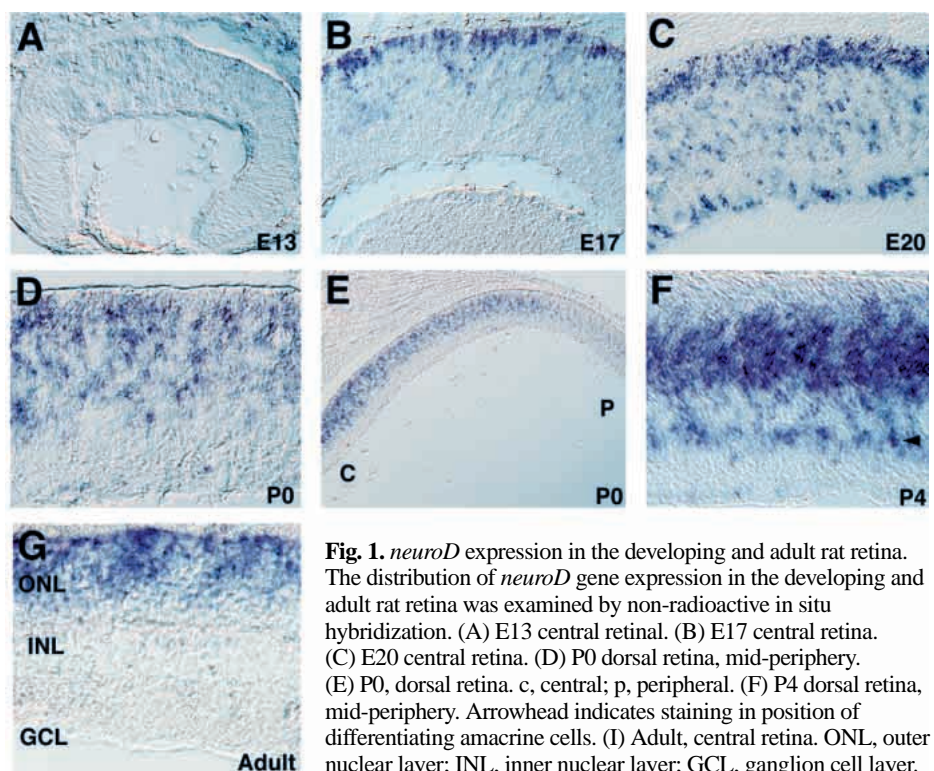 A
E13
B
E17
C
E20
D
P0
E
P
C
P0
F
P4
G
ONL
INL
GCL
Adult
Fig. 1. neuroD expression in the developing and adult rat retina.
The distribution of neuroD gene expression in the developing and
adult rat retina was examined by non-radioactive in situ
hybridization. (A) E13 central retinal. (B) E17 central retina.
(C) E20 central retina. (D) P0 dorsal retina, mid-periphery.
(E) P0, dorsal retina. c, central; p, peripheral. (F) P4 dorsal retina,
mid-periphery. Arrowhead indicates staining in position of
differentiating amacrine cells. (I) Adult, central retina. ONL, outer
nuclear layer; INL, inner nuclear layer; GCL, ganglion cell layer.